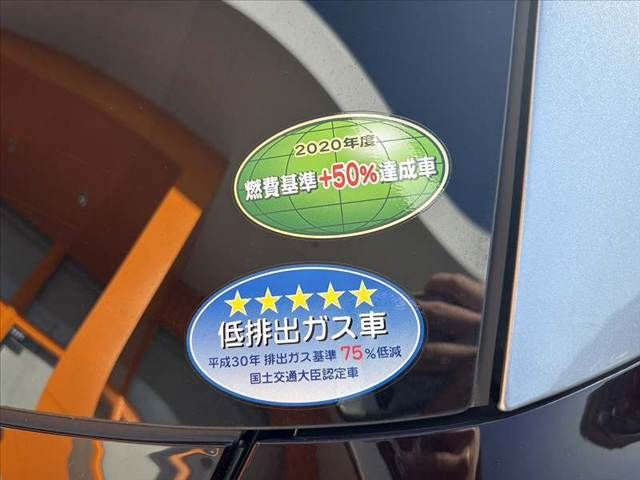 2020年度
燃費基準+50%達成車
低排出ガス車
平成30年 排出ガス基準 75%低減
国土交通大臣認定車